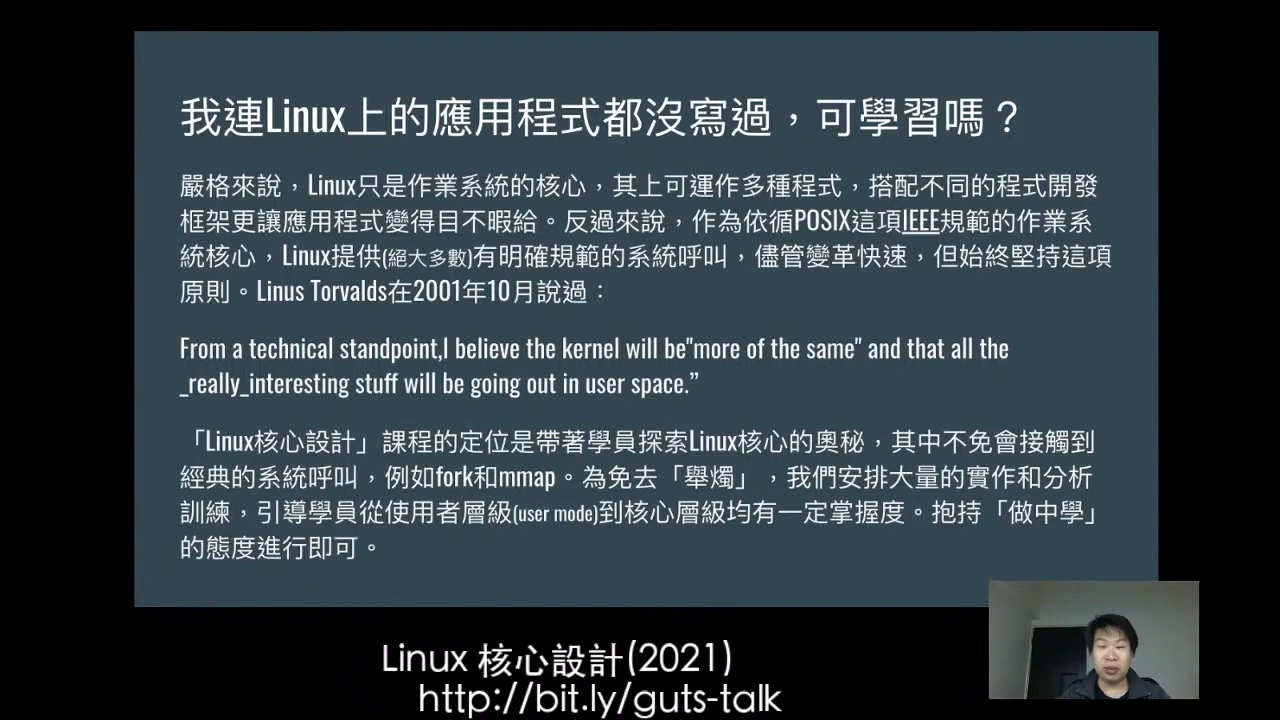 我連Linux上的應用程式都沒寫過，可學習嗎？
嚴格來說，Linux只是作業系統的核心，其上可運作多種程式，搭配不同的程式開發
框架更讓應用程式變得目不暇給。反過來說，作為依循POSIX這項IEEE規範的作業系
統核心，Linux提供(絕大多數)有明確規範的系統呼叫，儘管變革快速，但始終堅持這項
原則。Linus Torvalds在2001年10月說過：
From a technical standpoint,I believe the kernel will be"more of the same" and that all the
_really_interesting stuff will be going out in user space.”
「Linux核心設計」課程的定位是帶著學員探索Linux核心的奧秘，其中不免會接觸到
經典的系統呼叫，例如fork和mmap。為免去「舉燭」，我們安排大量的實作和分析
訓練，引導學員從使用者層級(user mode)到核心層級均有一定掌握度。抱持「做中學」
的態度進行即可。
Linux 核心設計(2021)
http://bit.ly/guts-talk